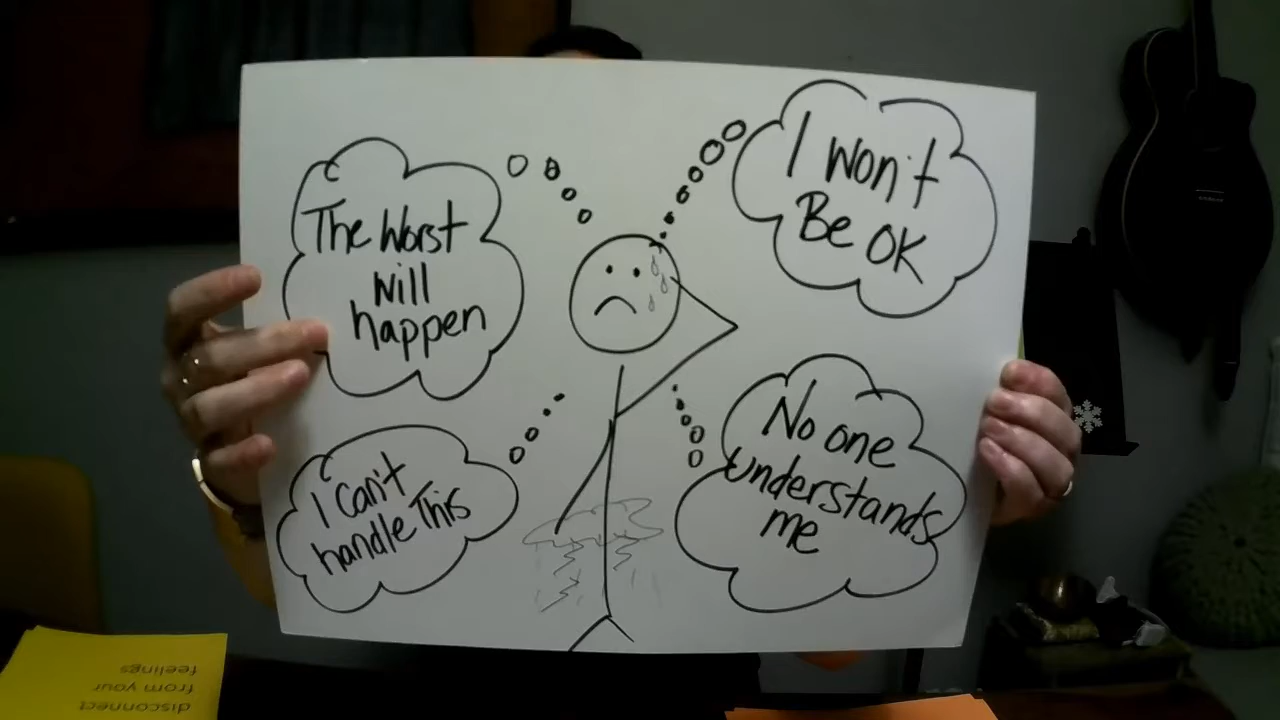 The Worst
Will
happen
I Won't
Be OK
I can't
handle This
No one
Understands
me
disconnect
from your
feelings